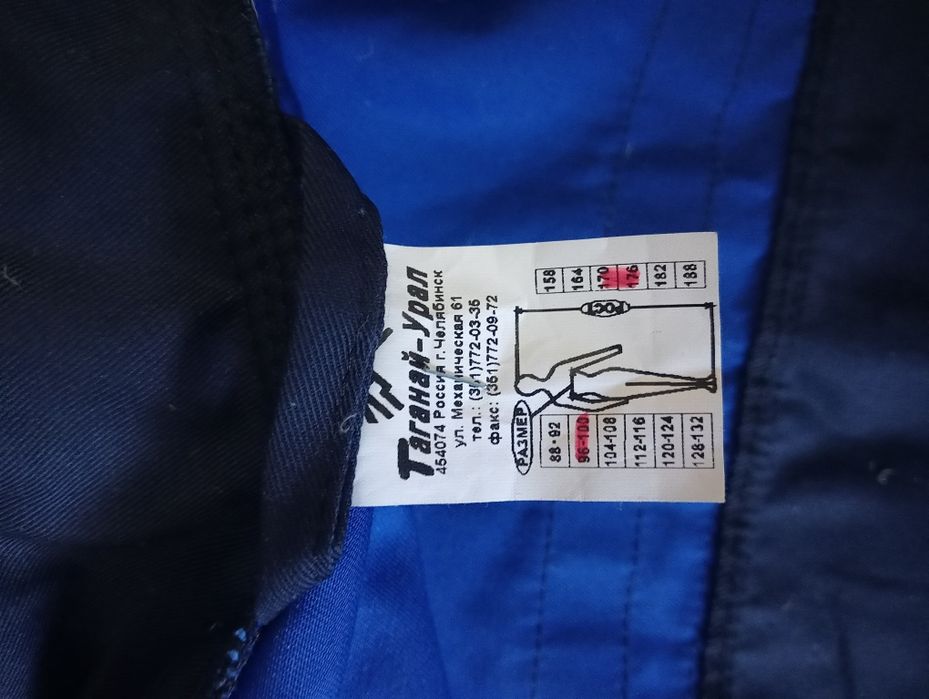 Таганай-Урал
454074 Россия г.Челябинск
ул. Механическая 61
тел.: (351)772-03-35
факс: (351)772-09-72
РАЗМЕР
88-92
96-100
104-108
112-116
120-124
128-132
РОСТ
158
164
170
176
182
188